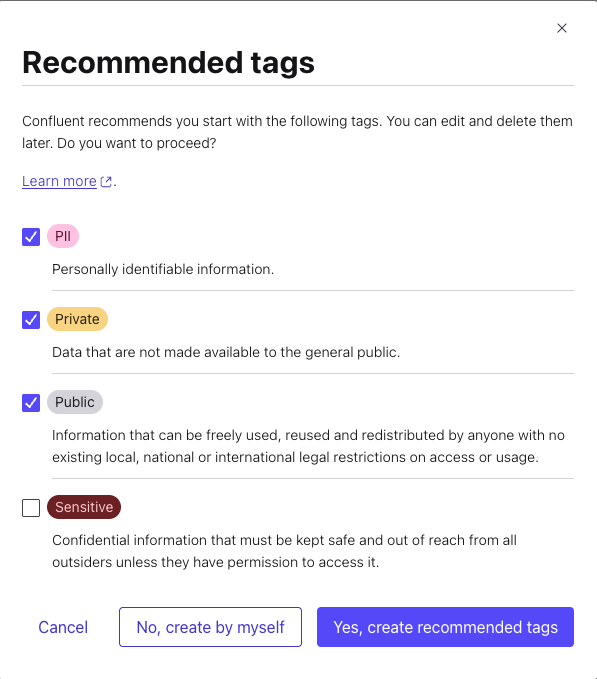 Recommended tags
Confluent recommends you start with the following tags. You can edit and delete them
later. Do you want to proceed?
Learn more.
PII
Personally identifiable information.
Private
Data that are not made available to the general public.
Public
Information that can be freely used, reused and redistributed by anyone with no
existing local, national or international legal restrictions on access or usage.
Sensitive
Confidential information that must be kept safe and out of reach from all
outsiders unless they have permission to access it.
Cancel
No, create by myself
Yes, create recommended tags